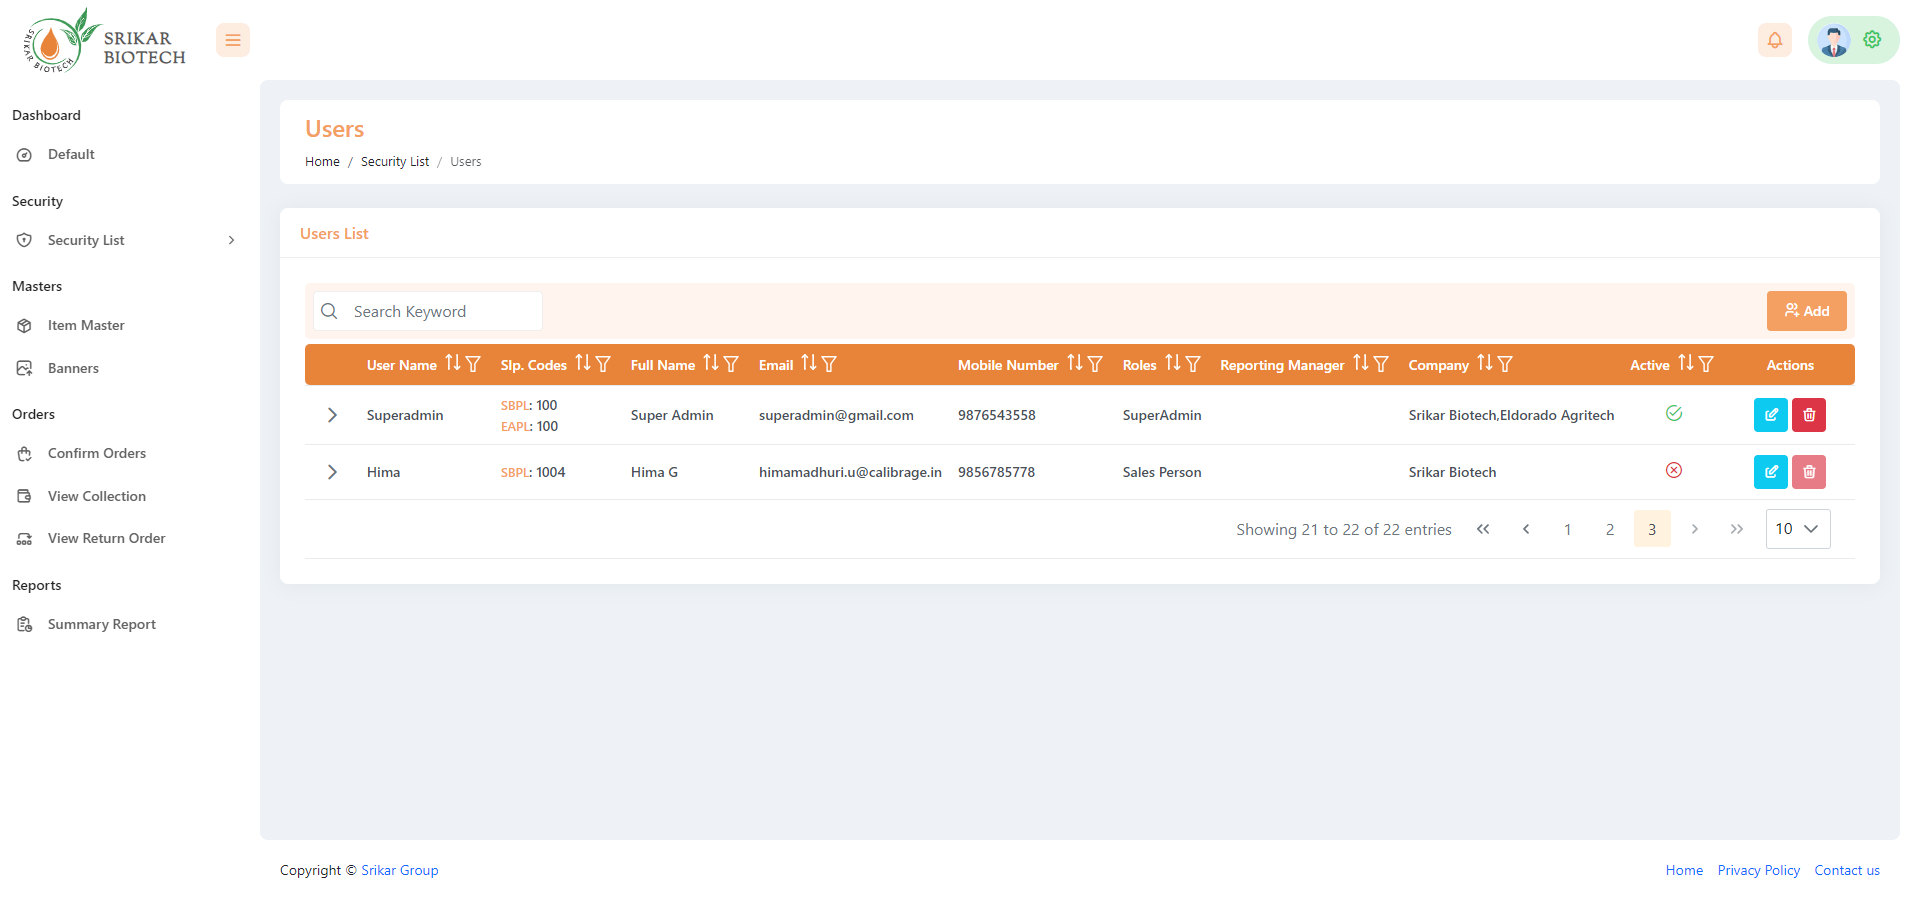 SRIKAR BIOTECH
SRIKAR
BIOTECH
Dashboard
Default
Security
Security List
Masters
Item Master
Banners
Orders
Confirm Orders
View Collection
View Return Order
Reports
Summary Report
Users
Home / Security List / Users
Users List
Search Keyword
Add
User Name Slp. Codes Full Name Email Mobile Number Roles Reporting Manager Company Active Actions
Superadmin SBPL: 100 EAPL: 100 Super Admin superadmin@gmail.com 9876543558 SuperAdmin Srikar Biotech,Eldorado Agritech
Hima SBPL: 1004 Hima G himamadhuri.u@calibrage.in 9856785778 Sales Person Srikar Biotech
Showing 21 to 22 of 22 entries 1 2 3 10
Copyright © Srikar Group
Home Privacy Policy Contact us